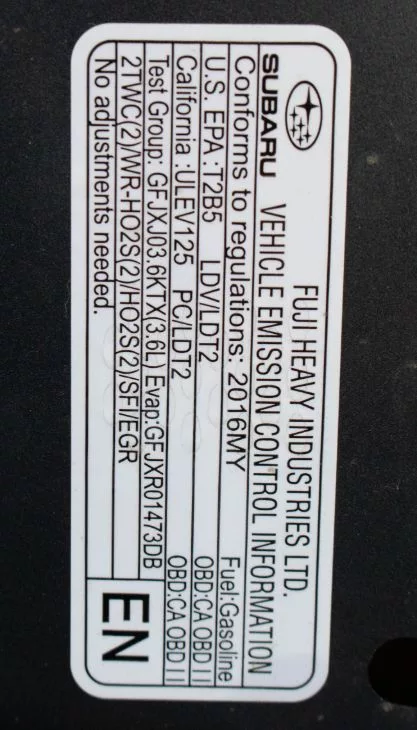 FUJI HEAVY INDUSTRIES LTD.
SUBARU VEHICLE EMISSION CONTROL INFORMATION
Conforms to regulations: 2016MY Fuel:Gasoline
U.S. EPA :T2B5 LDV/LDT2 OBD:CA OBD II
California :ULEV125 PC/LDT2 OBD:CA OBD II
Test Group: GFJXJ03.6KTX(3.6L) Evap:GFJXR01473DB
2TWC(2)/WR-HO2S(2)/HO2S(2)/SFI/EGR
No adjustments needed.
EN